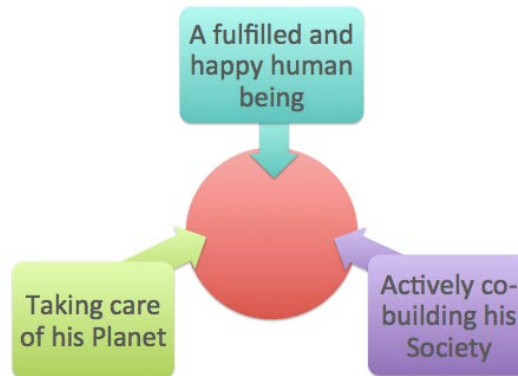 A fulfilled and
happy human
being
Taking care
of his Planet
Actively co-
building his
Society